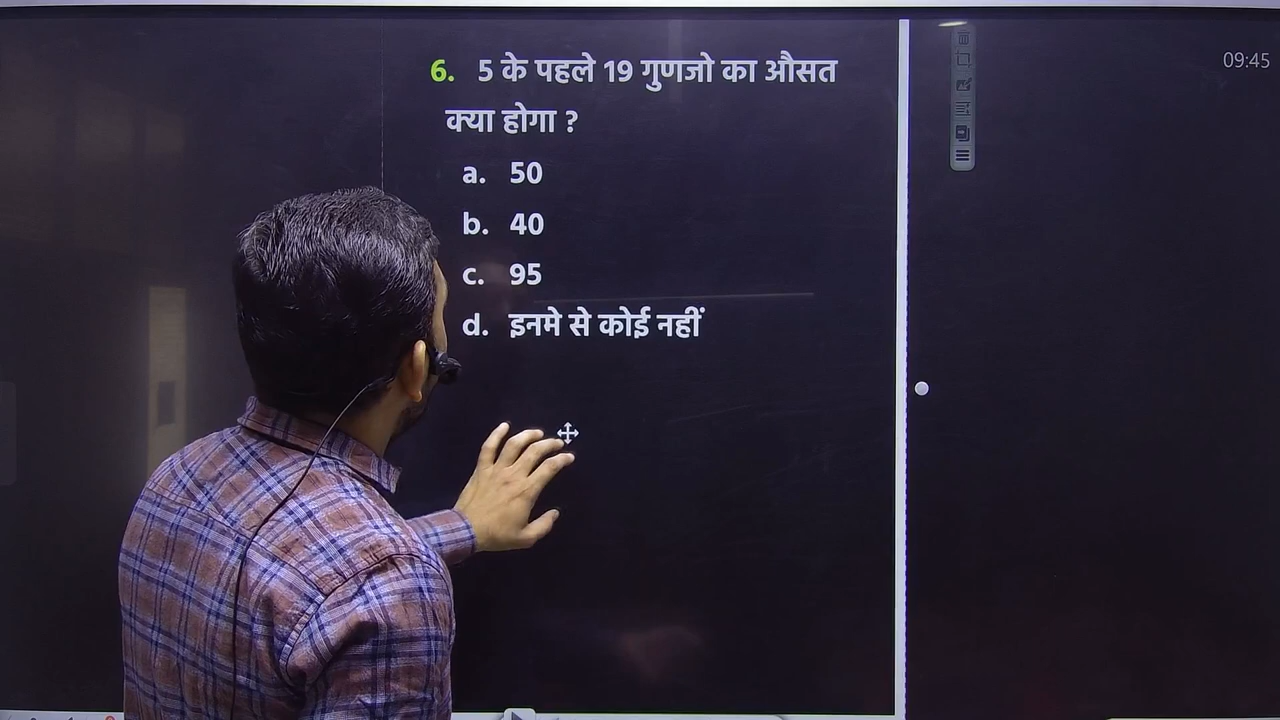 6. 5 के पहले 19 गुणजो का औसत
क्या होगा ?
a. 50
b. 40
c. 95
d. इनमे से कोई नहीं
09:45